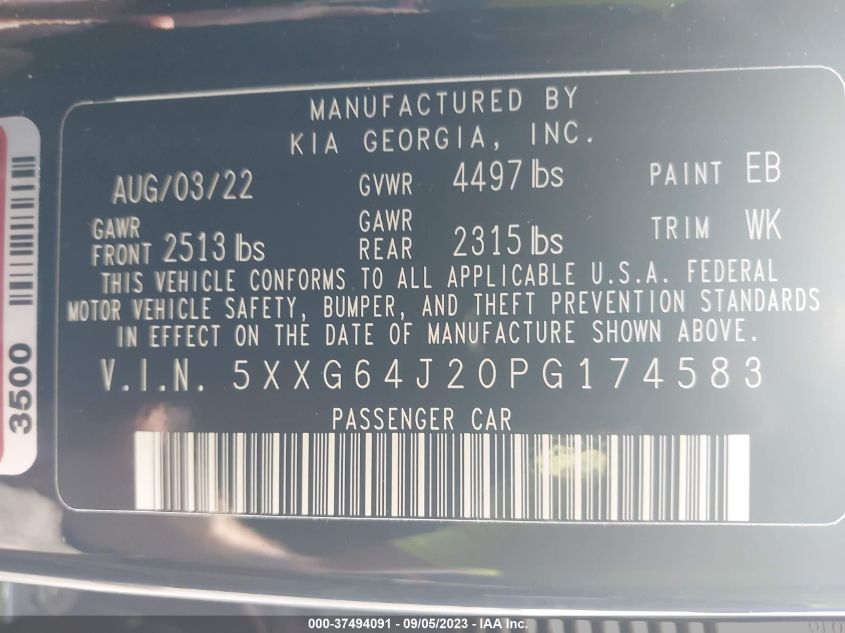 MANUFACTURED BY
KIA GEORGIA, INC.
AUG/03/22 GVWR 4497 lbs PAINT EB
GAWR FRONT 2513 lbs GAWR REAR 2315 lbs TRIM WK
THIS VEHICLE CONFORMS TO ALL APPLICABLE U.S.A. FEDERAL
MOTOR VEHICLE SAFETY, BUMPER, AND THEFT PREVENTION STANDARDS
IN EFFECT ON THE DATE OF MANUFACTURE SHOWN ABOVE.
V.I.N. 5XXG64J20PG174583
PASSENGER CAR
3500
000-37494091 - 09/05/2023 - IAA Inc.